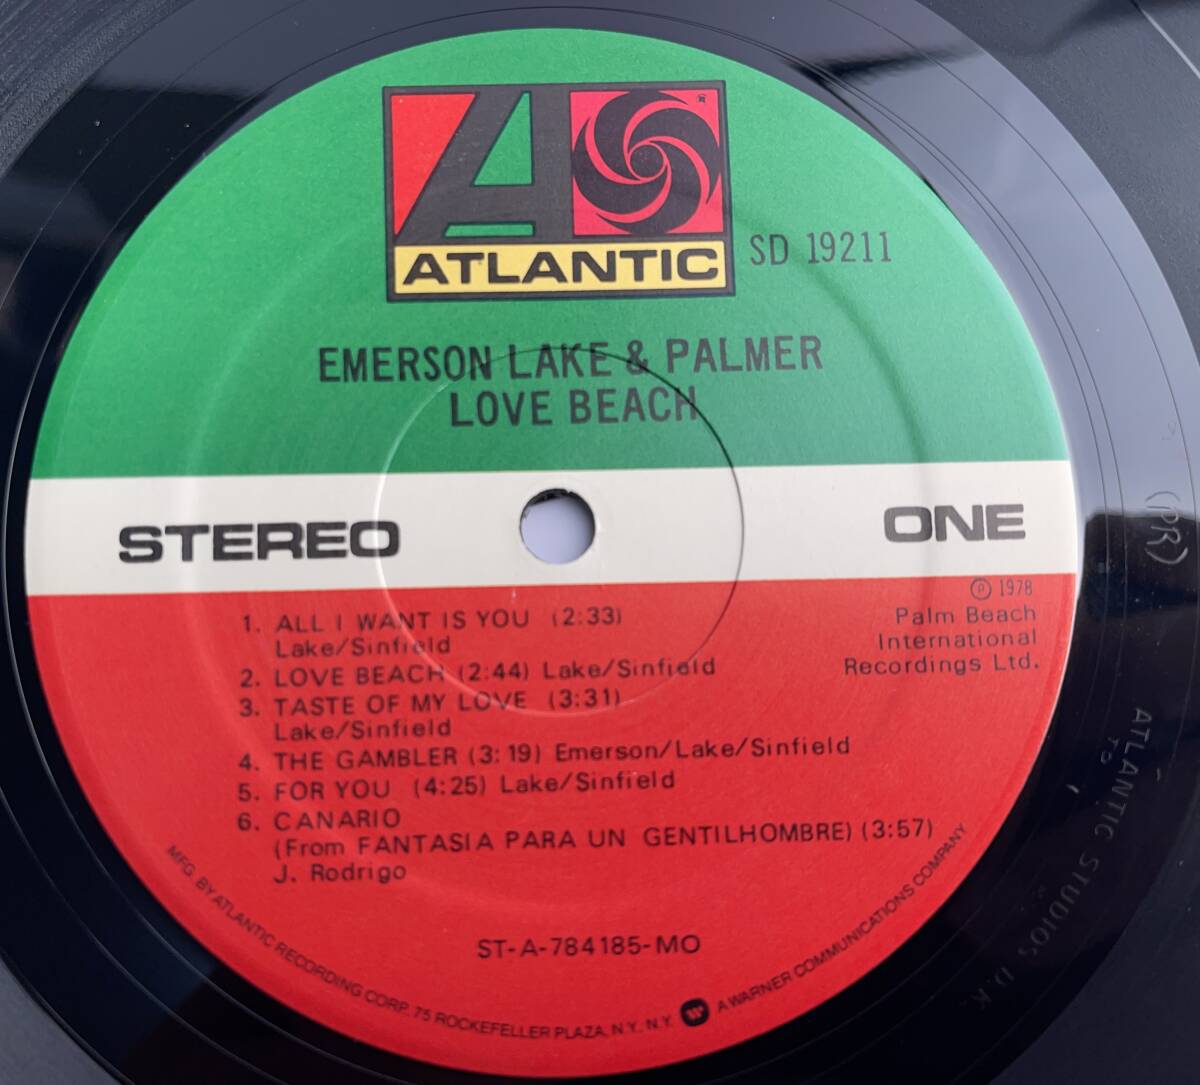 ATLANTIC
SD 19211
EMERSON LAKE & PALMER
LOVE BEACH
STEREO
ONE
℗ 1978
Palm Beach
International
Recordings Ltd.
1. ALL I WANT IS YOU (2:33)
Lake/Sinfield
2. LOVE BEACH (2:44) Lake/Sinfield
3. TASTE OF MY LOVE (3:31)
Lake/Sinfield
4. THE GAMBLER (3:19) Emerson/Lake/Sinfield
5. FOR YOU (4:25) Lake/Sinfield
6. CANARIO
(From FANTASIA PARA UN GENTILHOMBRE) (3:57)
J. Rodrigo
ST-A-784185-MO
MFG. BY ATLANTIC RECORDING CORP. 75 ROCKEFELLER PLAZA, N.Y. N.Y. A WARNER COMMUNICATIONS COMPANY
(PR)
ATLANTIC STUDIOS D.K.